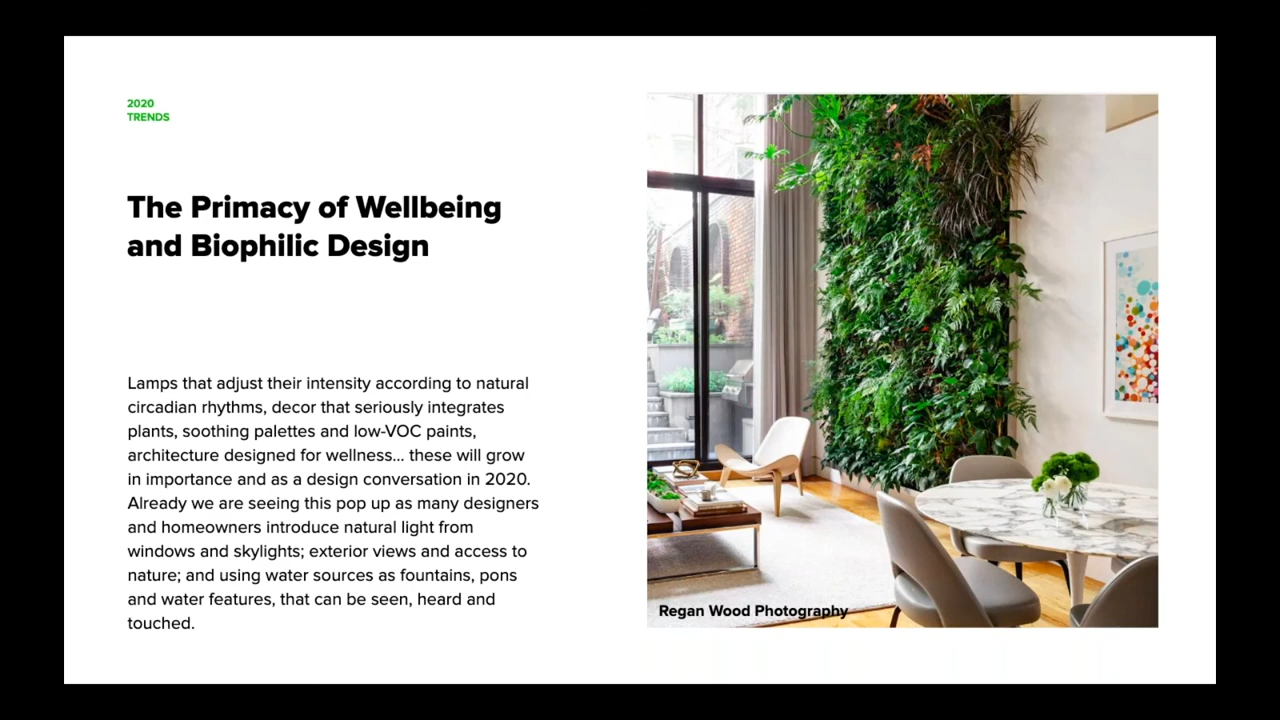 2020
TRENDS
The Primacy of Wellbeing
and Biophilic Design
Lamps that adjust their intensity according to natural
circadian rhythms, decor that seriously integrates
plants, soothing palettes and low-VOC paints,
architecture designed for wellness... these will grow
in importance and as a design conversation in 2020.
Already we are seeing this pop up as many designers
and homeowners introduce natural light from
windows and skylights; exterior views and access to
nature; and using water sources as fountains, pons
and water features, that can be seen, heard and
touched.
Regan Wood Photography